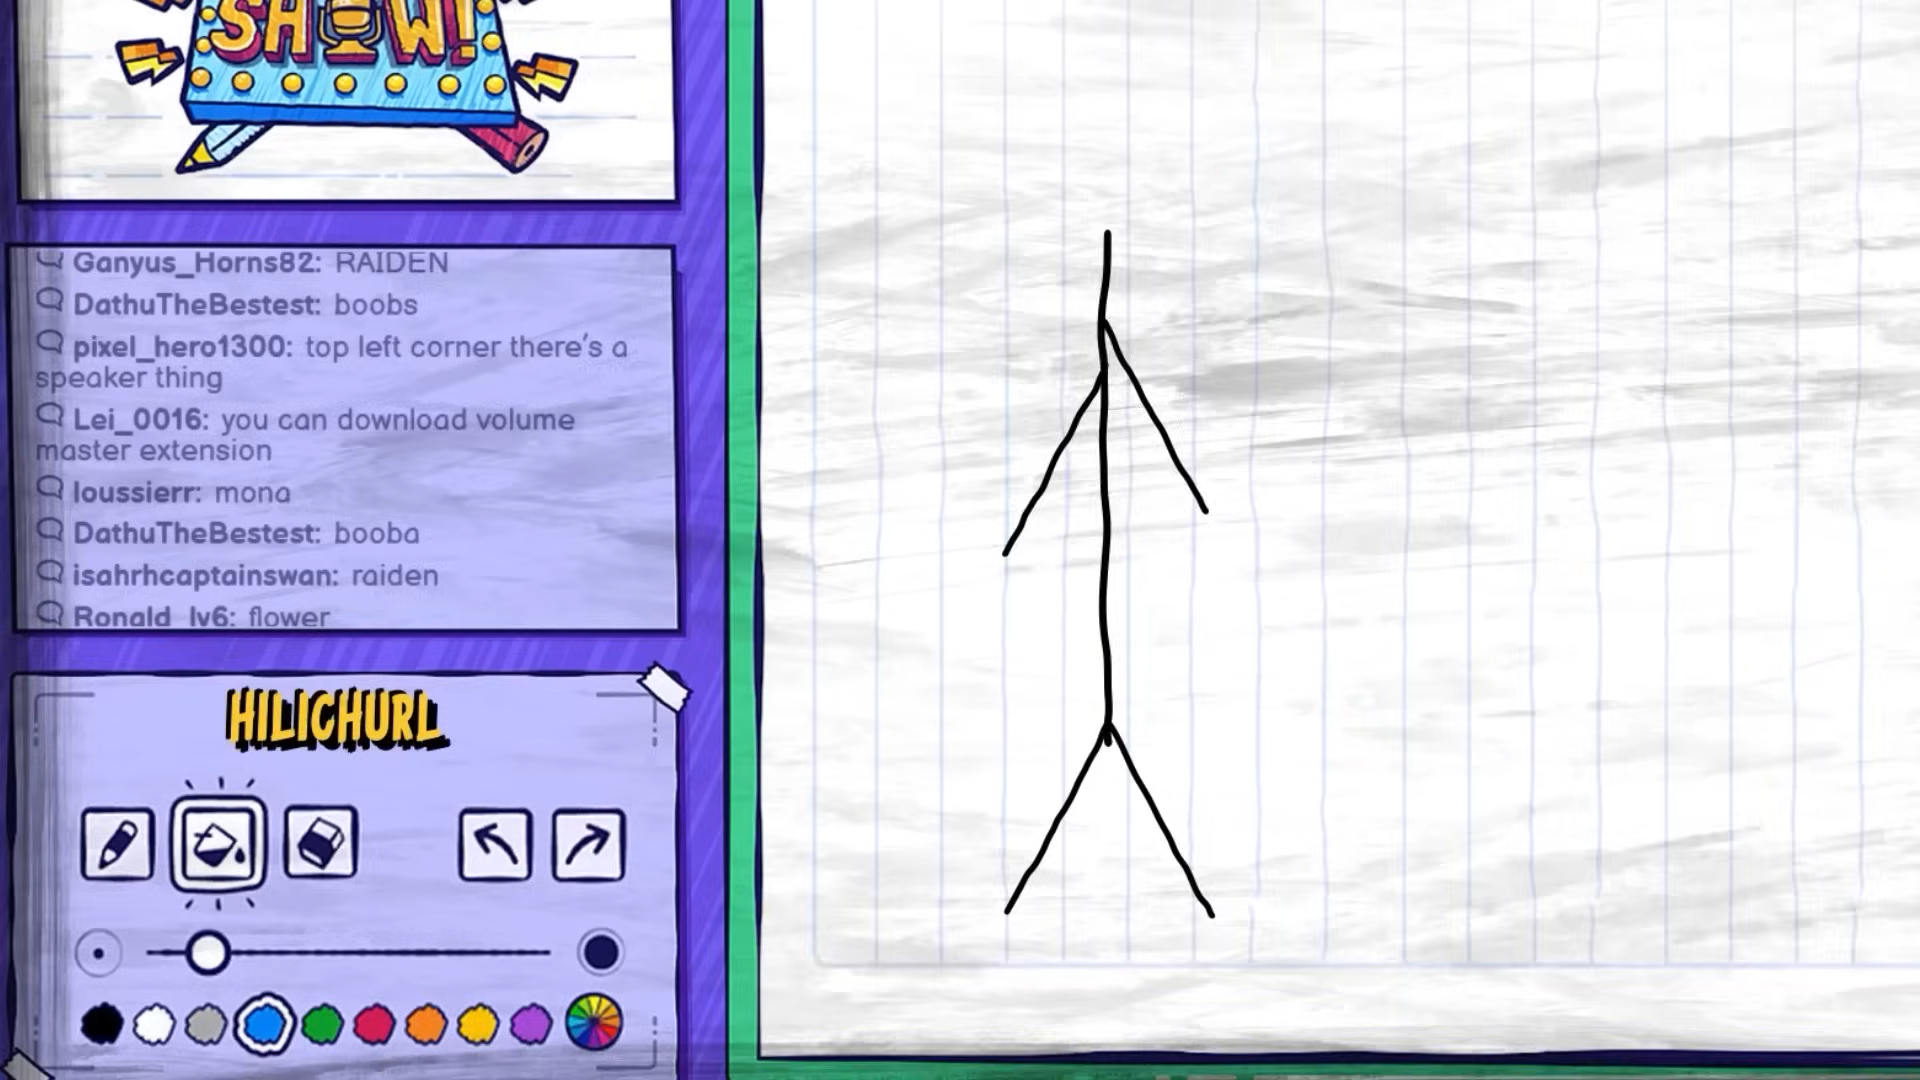 SHOW!
Ganyus_Horns82: RAIDEN
DathuTheBestest: boobs
pixel_hero1300: top left corner there's a
speaker thing
Lei_0016: you can download volume
master extension
loussierr: mona
DathuTheBestest: booba
isahrhcaptainswan: raiden
Ronald_lv6: flower
HILICHURL